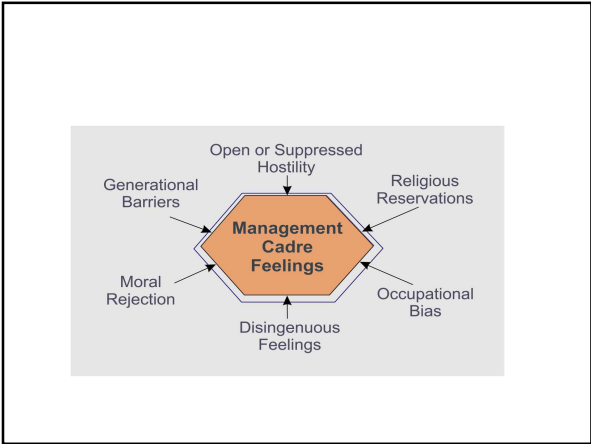 Open or Suppressed
Hostility
Generational
Barriers
Religious
Reservations
Management
Cadre
Feelings
Moral
Rejection
Occupational
Bias
Disingenuous
Feelings